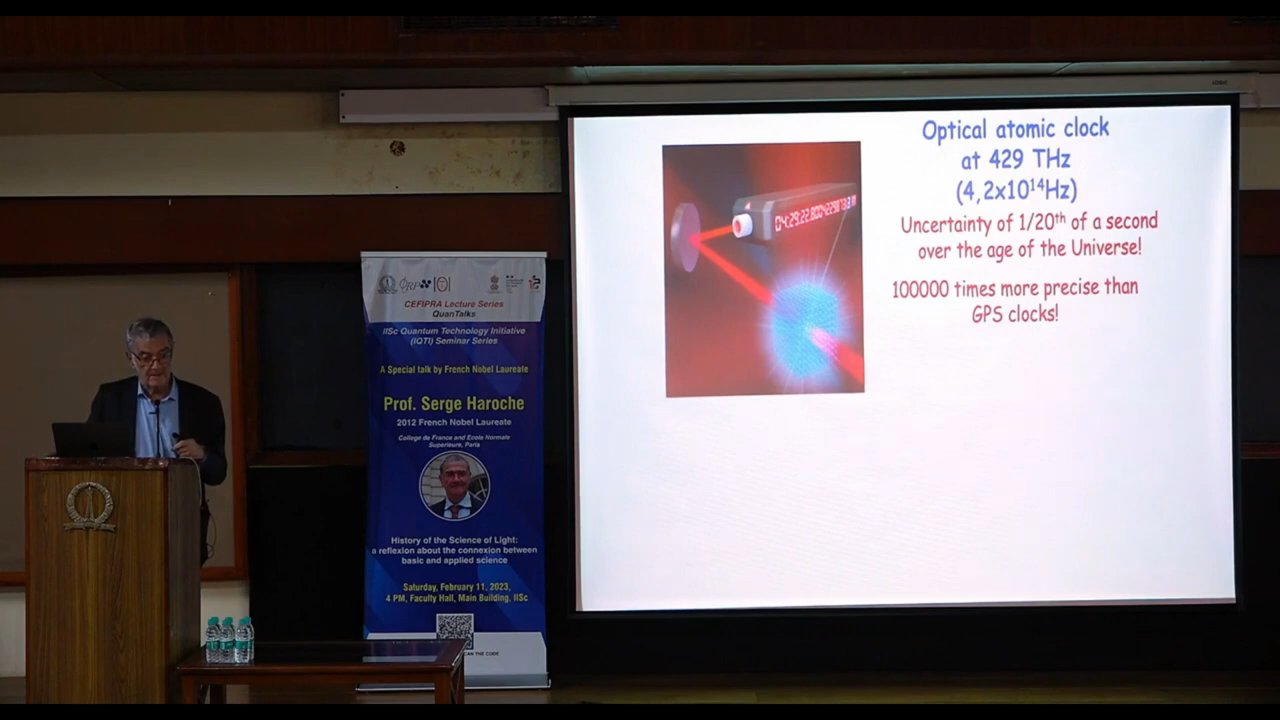 Optical atomic clock
at 429 THz
(4,2x10¹⁴Hz)
Uncertainty of 1/20ᵗʰ of a second
over the age of the Universe!
100000 times more precise than
GPS clocks!
CEFIPRA Lecture Series
QuanTalks
IISc Quantum Technology Initiative
(IQTI) Seminar Series
A Special talk by French Nobel Laureate
Prof. Serge Haroche
2012 French Nobel Laureate
College de France and Ecole Normale
Superieure, Paris
History of the Science of Light:
a reflexion about the connexion between
basic and applied science
Saturday, February 11, 2023,
4 PM, Faculty Hall, Main Building, IISc
CAN THE CODE